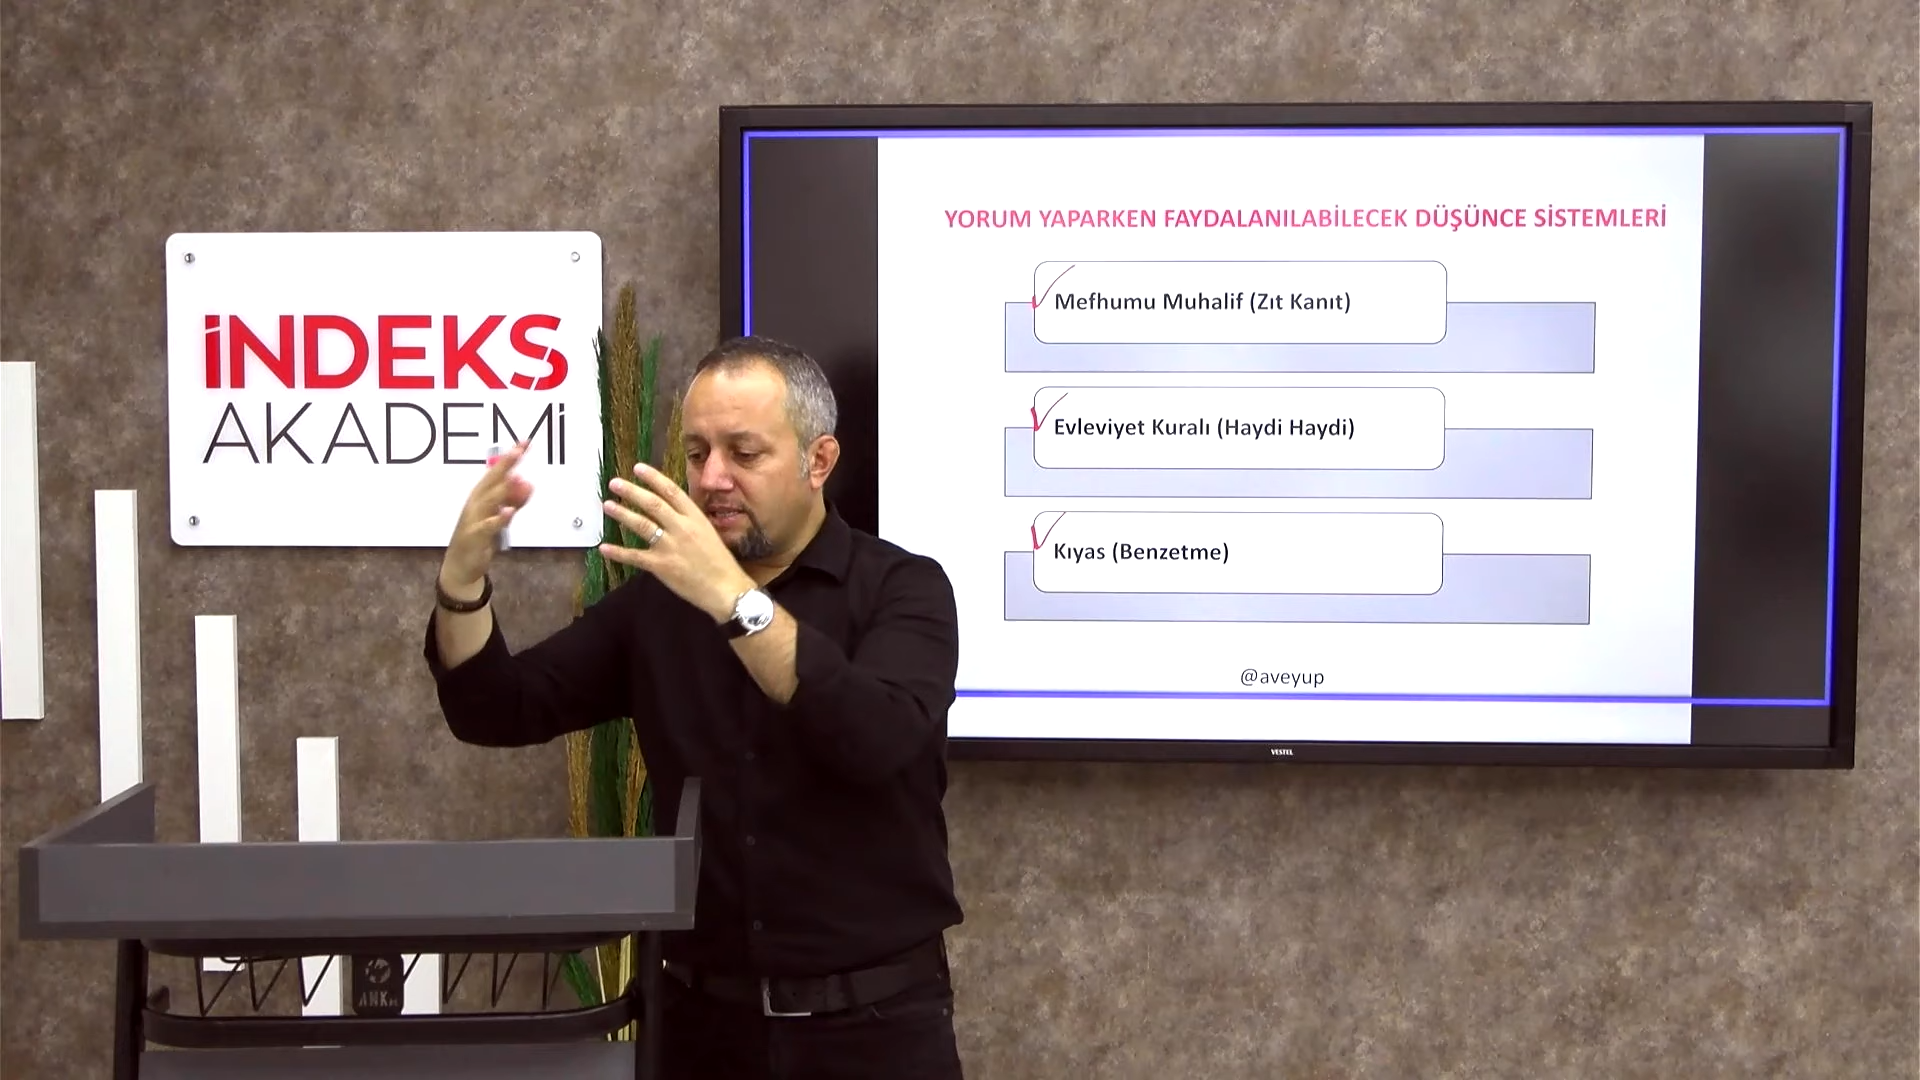 İNDEKS
AKADEMİ
YORUM YAPARKEN FAYDALANILABİLECEK DÜŞÜNCE SİSTEMLERİ
Mefhumu Muhalif (Zıt Kanıt)
Evleviyet Kuralı (Haydi Haydi)
Kıyas (Benzetme)
@aveyup
VESTEL
ANKA